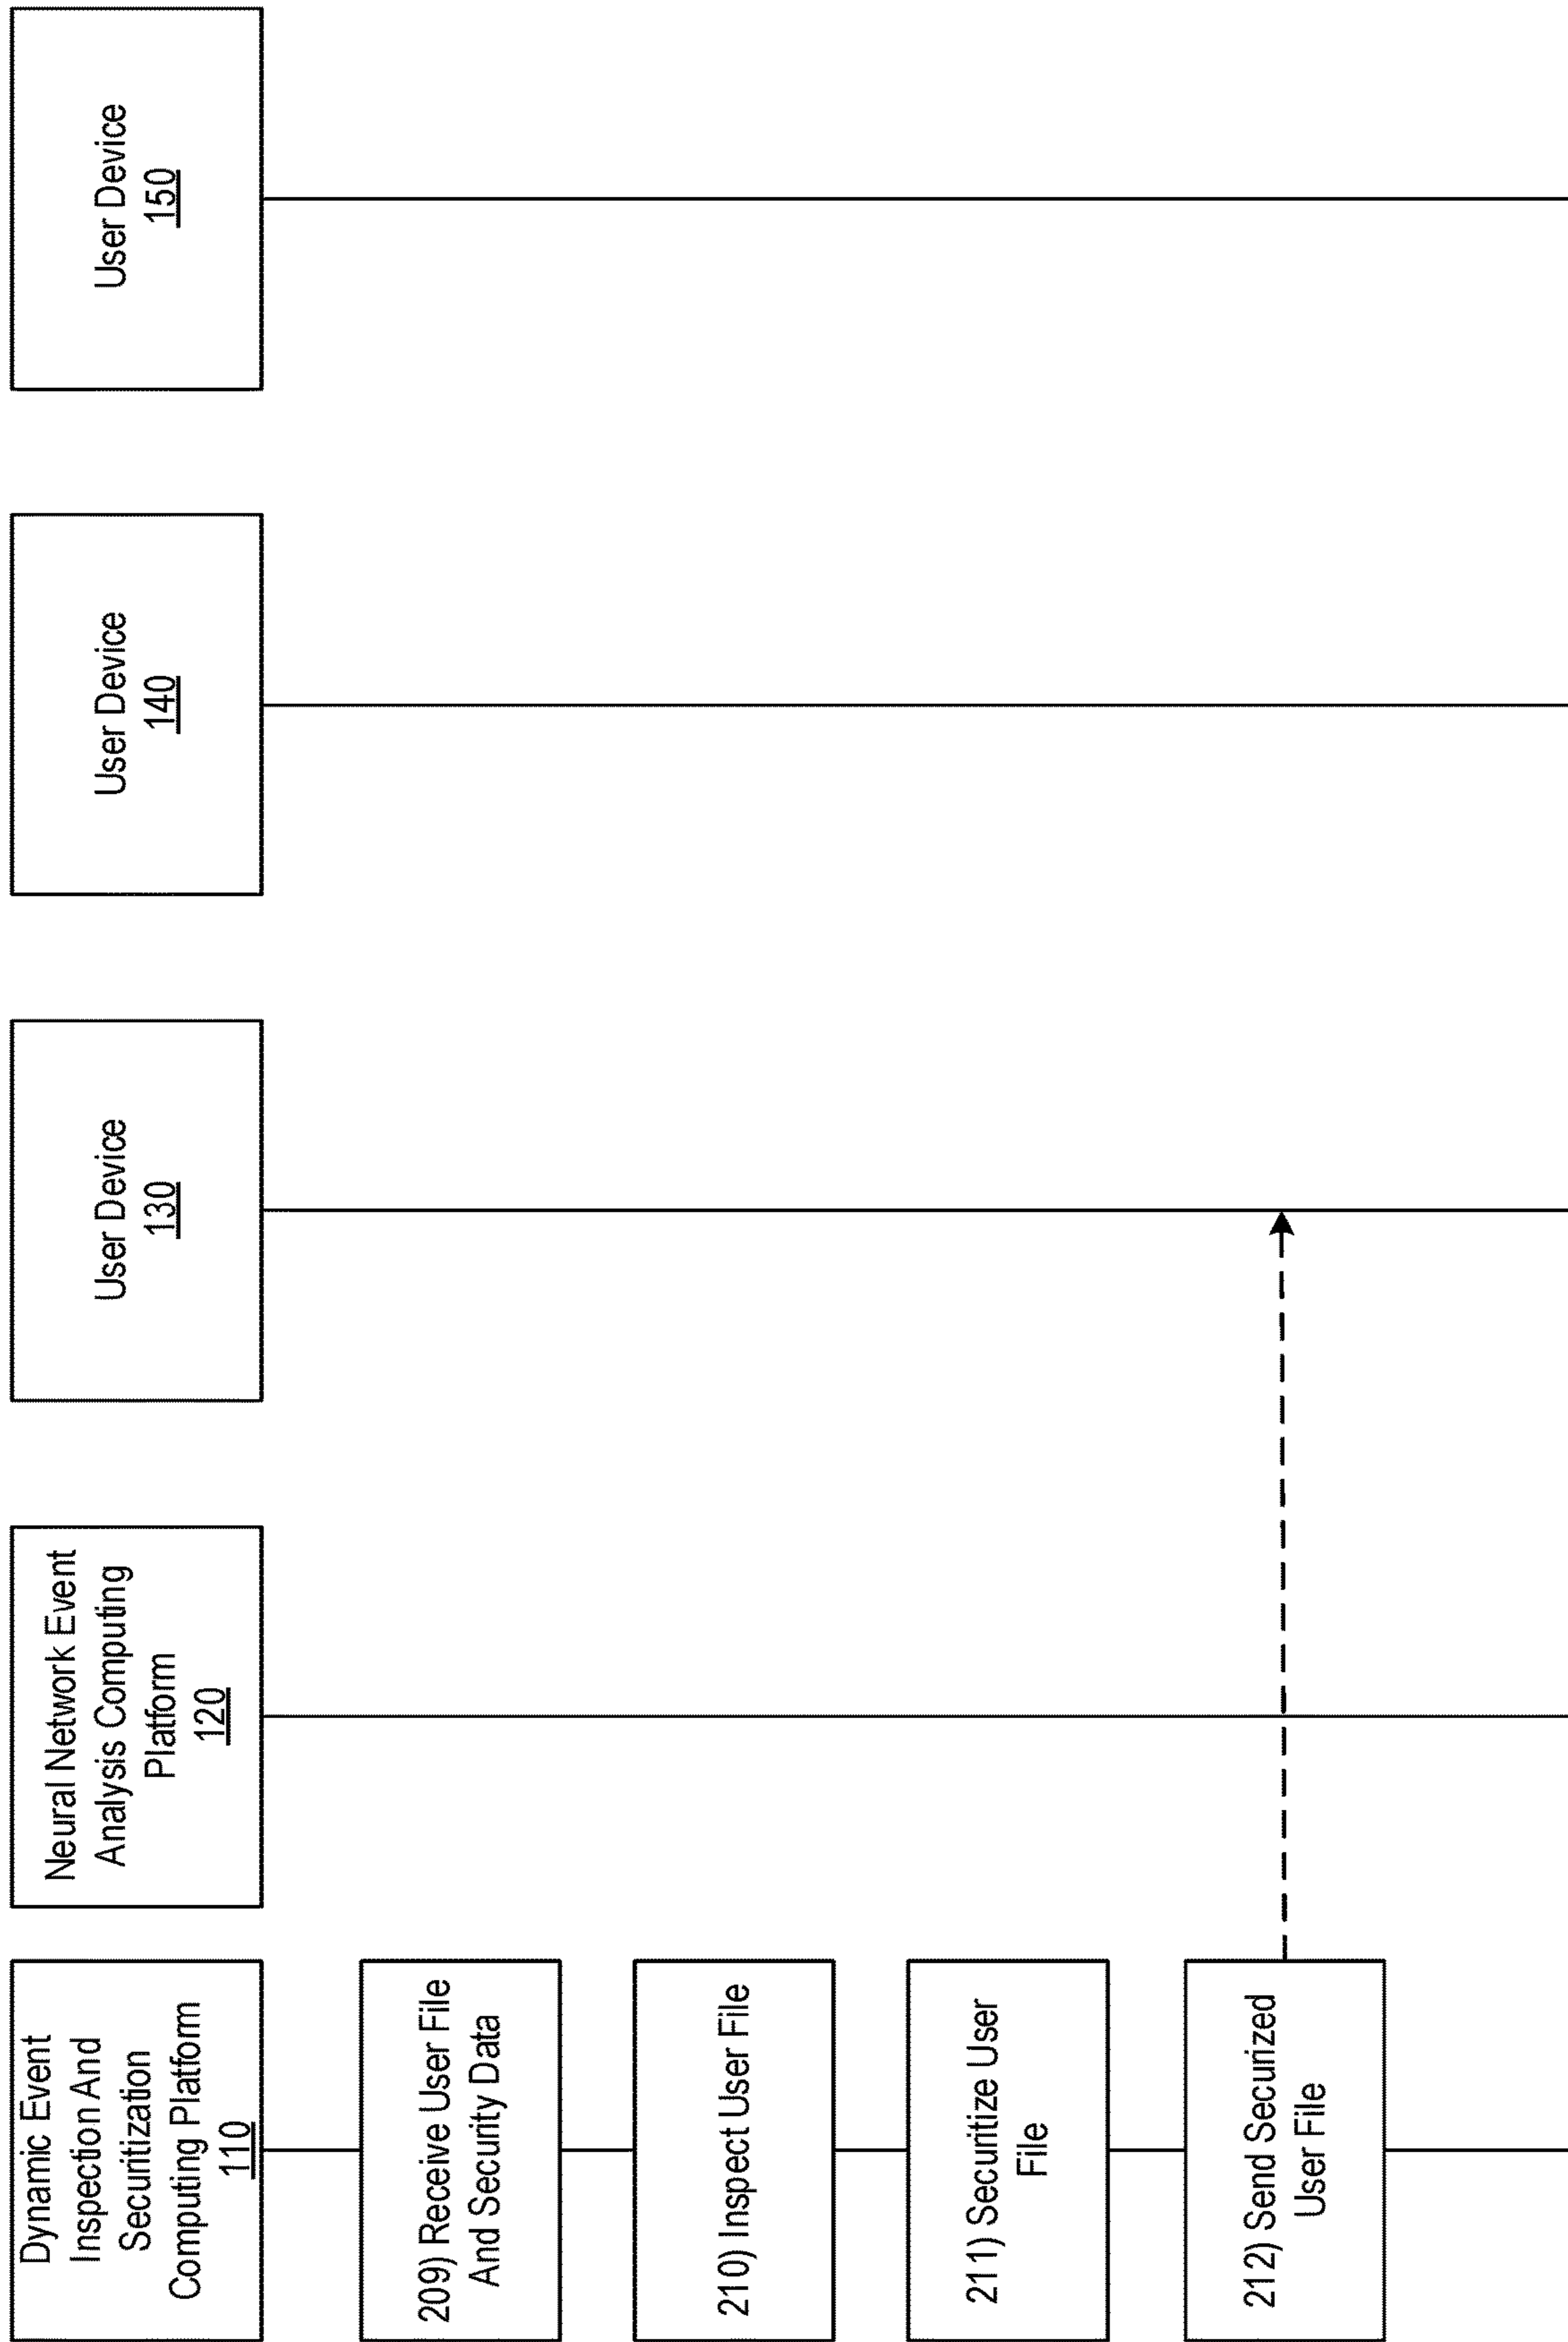 Dynamic Event
Inspection And
Securitization
Computing Platform
110
Neural Network Event
Analysis Computing
Platform
120
User Device
130
User Device
140
User Device
150
209) Receive User File
And Security Data
210) Inspect User File
211) Securitize User
File
212) Send Securized
User File